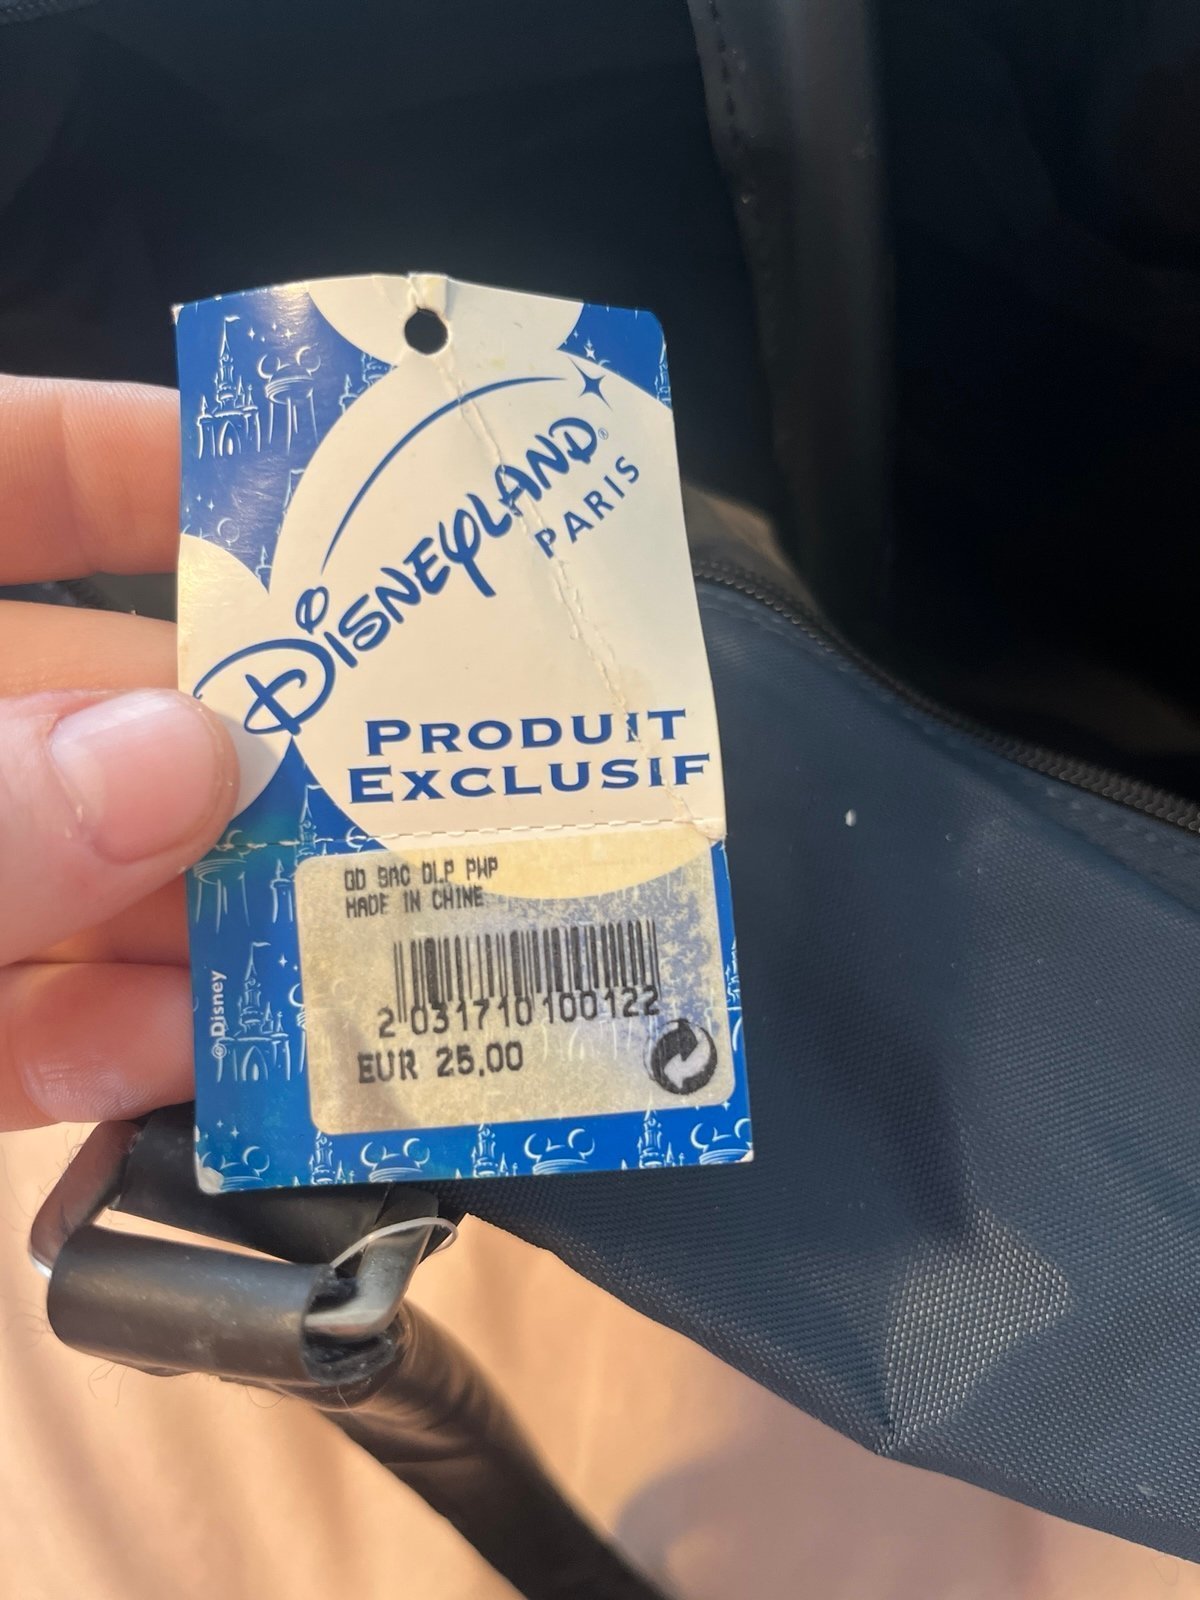 DISNEYLAND®
PARIS
PRODUIT
EXCLUSIF
GD SAC DLP PWP
MADE IN CHINE
2 031710 100122
EUR 25.00
© Disney